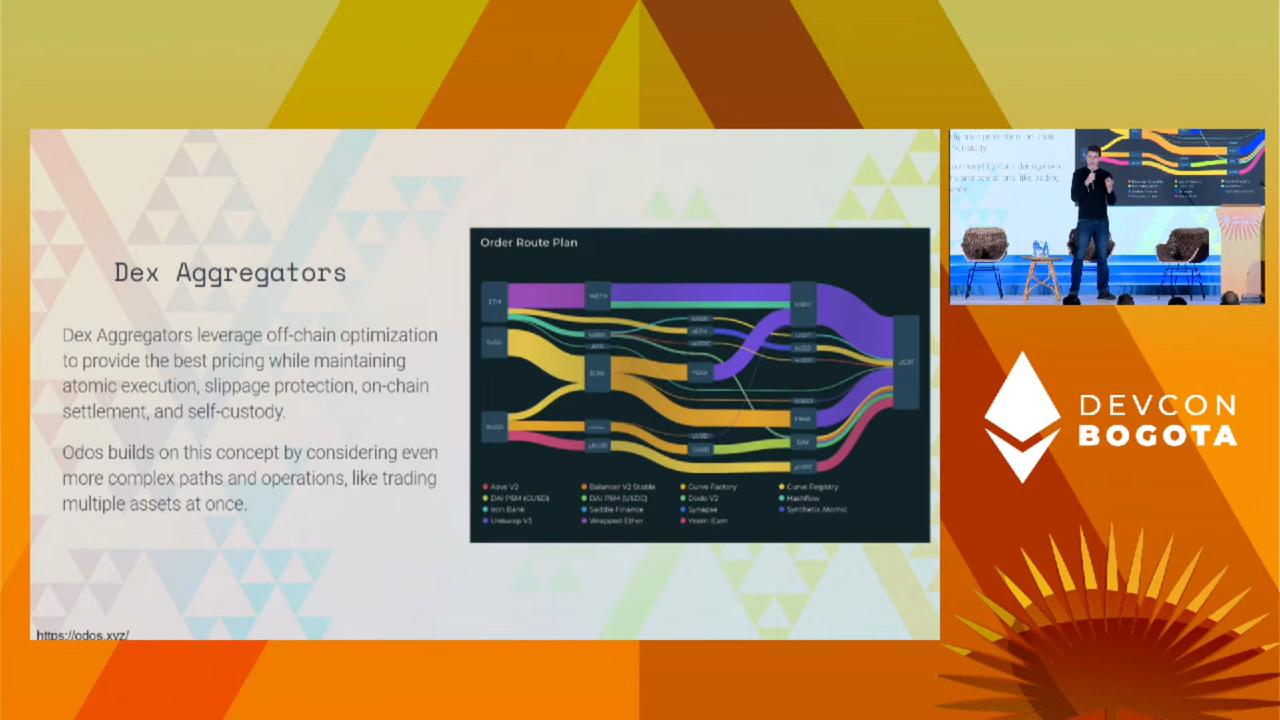 Dex Aggregators
Dex Aggregators leverage off-chain optimization
to provide the best pricing while maintaining
atomic execution, slippage protection, on-chain
settlement, and self-custody.
Odos builds on this concept by considering even
more complex paths and operations, like trading
multiple assets at once.
https://odos.xyz/
Order Route Plan
ETH
WETH
USDC
USDT
FRAX
DAI
Aave V2
Balancer V2 Stable
Curve Factory
Curve Registry
DAI PSM (GUSD)
DAI PSM (USDC)
Dodo V2
Hashflow
Iron Bank
Saddle Finance
Synapse
Synthetix Atomic
Uniswap V3
Wrapped Ether
Yearn IEarn
DEVCON
BOGOTA